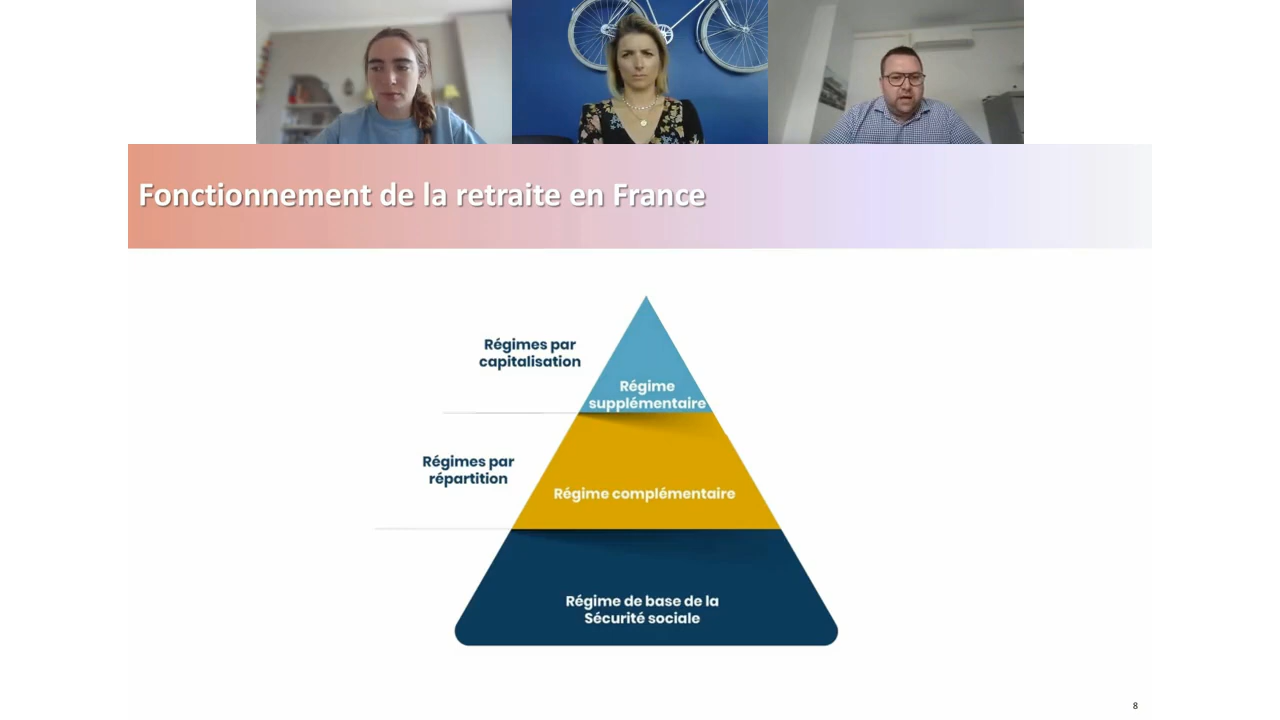 Fonctionnement de la retraite en France
Régimes par
capitalisation
Régime
supplémentaire
Régimes par
répartition
Régime complémentaire
Régime de base de la
Sécurité sociale
8